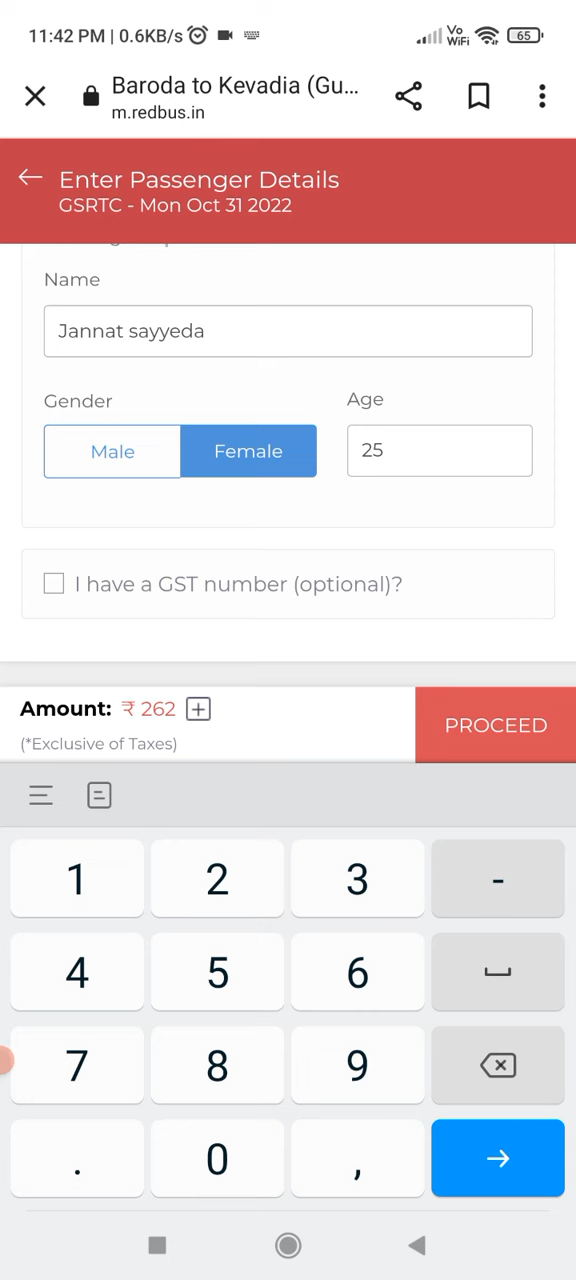 11:42 PM | 0.6KB/s
Vo WiFi
65
Baroda to Kevadia (Gu...
m.redbus.in
Enter Passenger Details
GSRTC - Mon Oct 31 2022
Name
Jannat sayyeda
Gender
Age
Male
Female
25
I have a GST number (optional)?
Amount: ₹ 262
PROCEED
(*Exclusive of Taxes)
1 2 3 -
4 5 6
7 8 9
. 0 ,